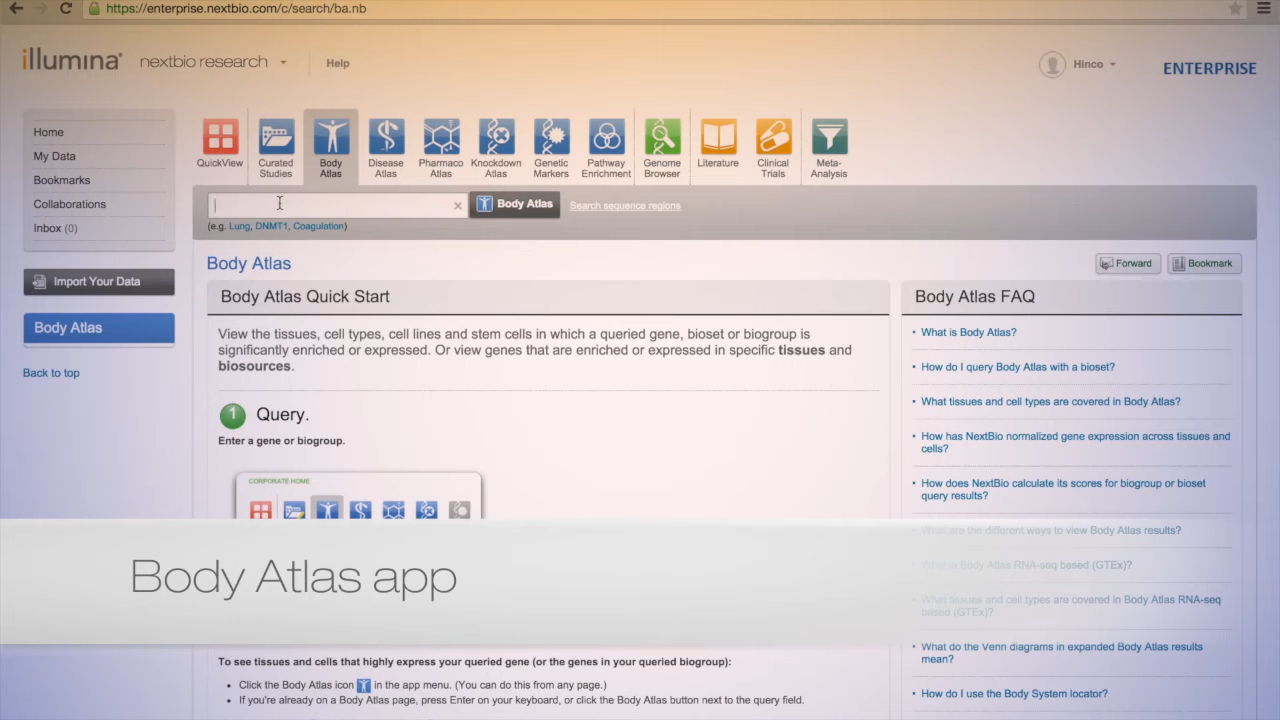 https://enterprise.nextbio.com/c/search/ba.nb
illumina® nextbio research Help Hinco ENTERPRISE
Home
My Data
Bookmarks
Collaborations
Inbox (0)
Import Your Data
Body Atlas
Back to top
QuickView
Curated
Studies
Body
Atlas
Disease
Atlas
Pharmaco
Atlas
Knockdown
Atlas
Genetic
Markers
Pathway
Enrichment
Genome
Browser
Literature
Clinical
Trials
Meta-
Analysis
Body Atlas Search sequence regions
(e.g. Lung, DNMT1, Coagulation)
Body Atlas
Forward Bookmark
Body Atlas Quick Start
View the tissues, cell types, cell lines and stem cells in which a queried gene, bioset or biogroup is
significantly enriched or expressed. Or view genes that are enriched or expressed in specific tissues and
biosources.
1 Query.
Enter a gene or biogroup.
CORPORATE HOME
Body Atlas app
To see tissues and cells that highly express your queried gene (or the genes in your queried biogroup):
• Click the Body Atlas icon in the app menu. (You can do this from any page.)
• If you're already on a Body Atlas page, press Enter on your keyboard, or click the Body Atlas button next to the query field.
Body Atlas FAQ
• What is Body Atlas?
• How do I query Body Atlas with a bioset?
• What tissues and cell types are covered in Body Atlas?
• How has NextBio normalized gene expression across tissues and
cells?
• How does NextBio calculate its scores for biogroup or bioset
query results?
• What are the different ways to view Body Atlas results?
• What is Body Atlas RNA-seq based (GTEx)?
• What tissues and cell types are covered in Body Atlas RNA-seq
based (GTEx)?
• What do the Venn diagrams in expanded Body Atlas results
mean?
• How do I use the Body System locator?